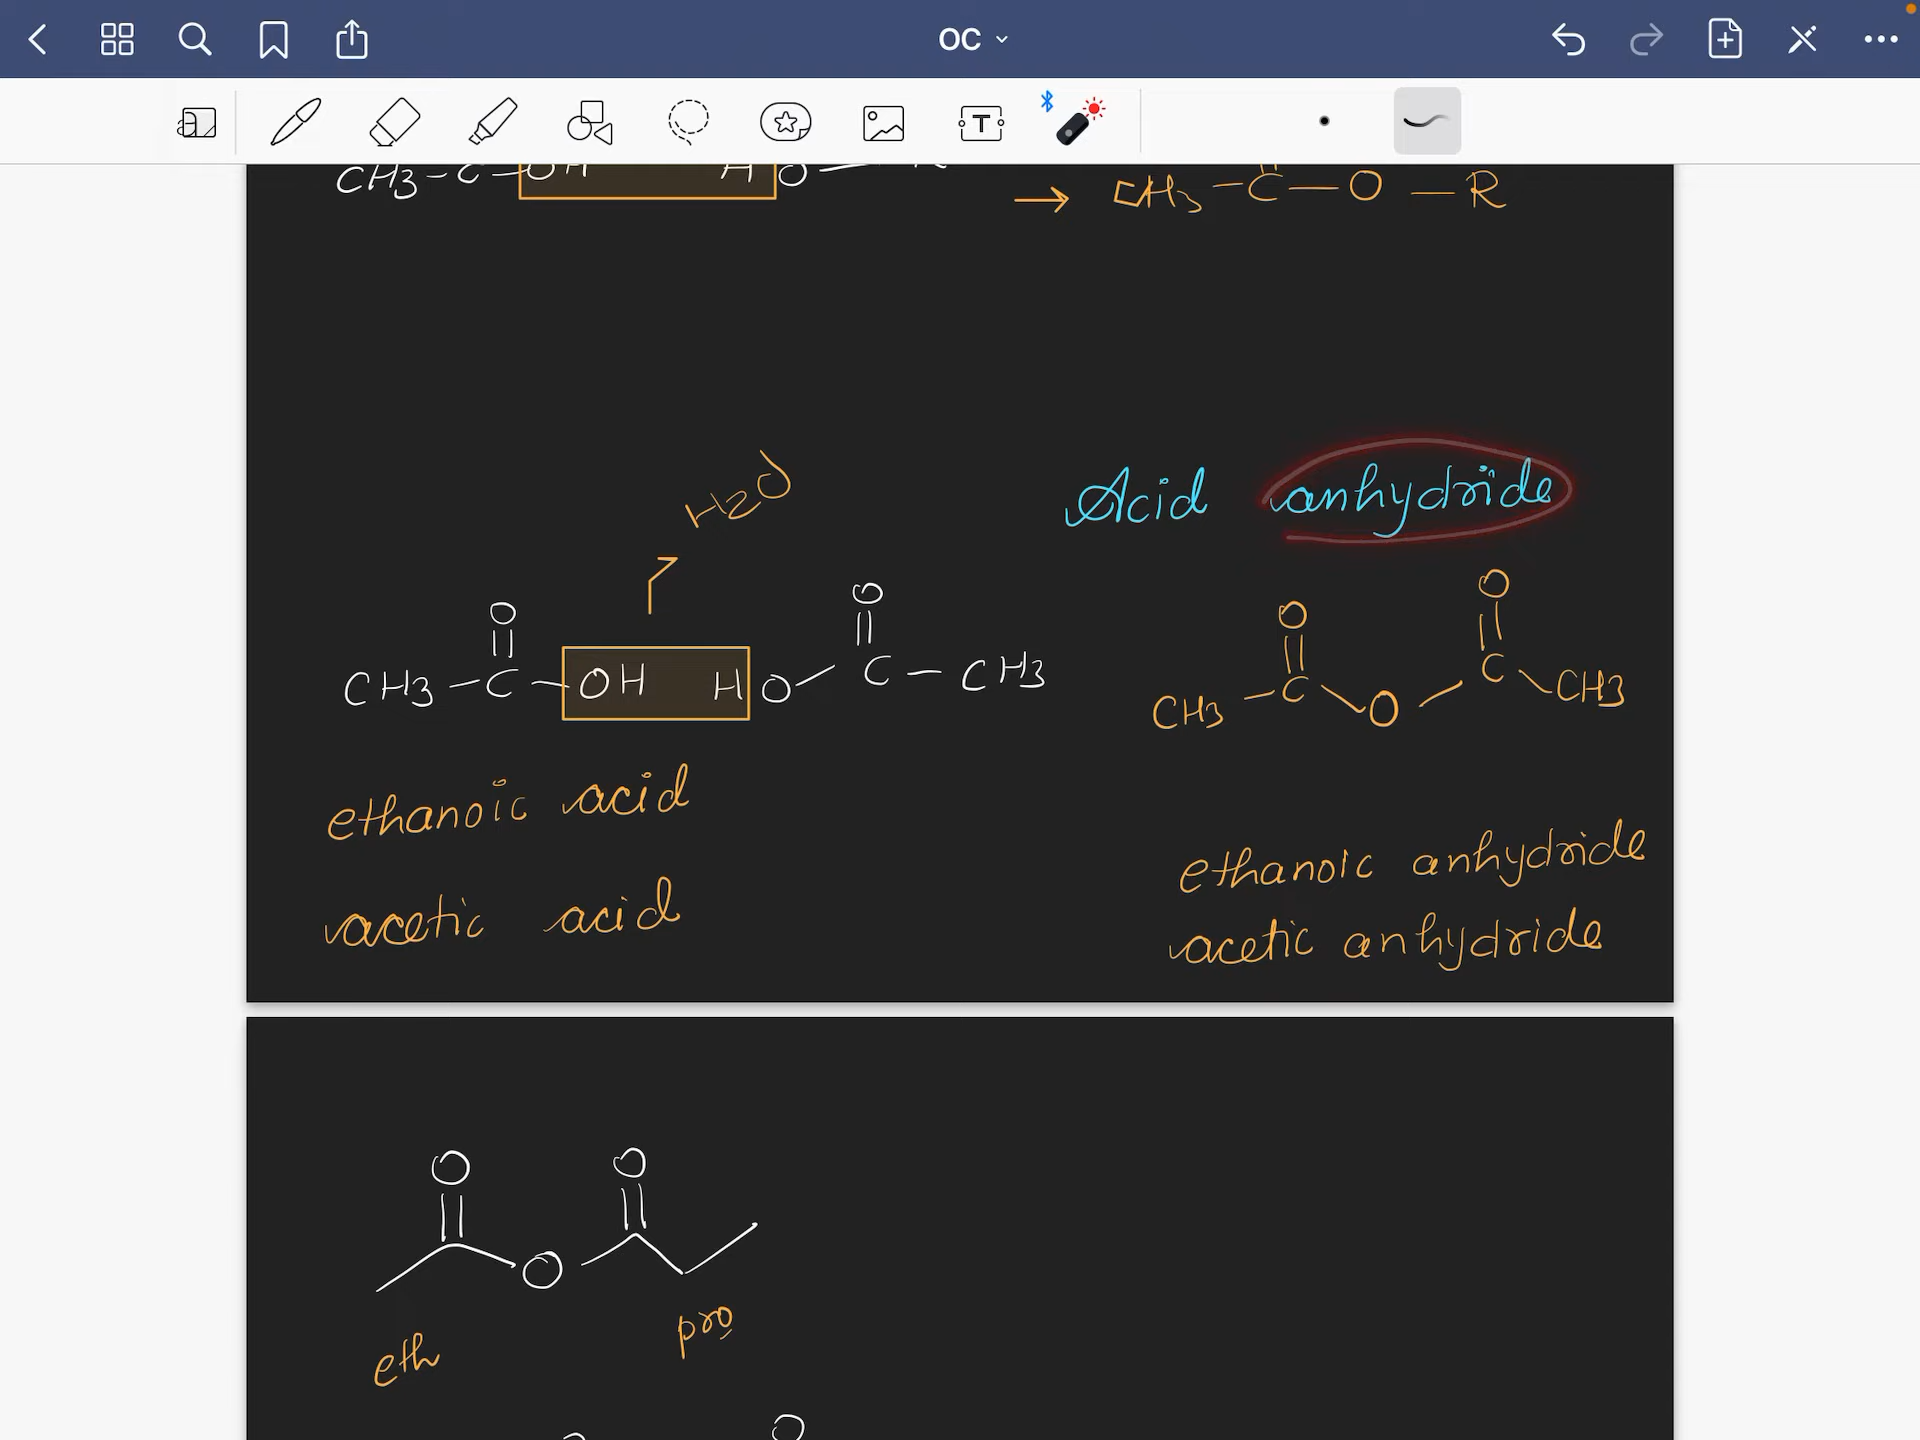 OC
T
CH3-C-OH H O
→ CH3-C-O-R
H2O
Acid anhydride
O O O O
CH3-C-OH HO-C-CH3
CH3-C-O-C-CH3
ethanoic acid
acetic acid
ethanoic anhydride
acetic anhydride
O O
O
eth pro